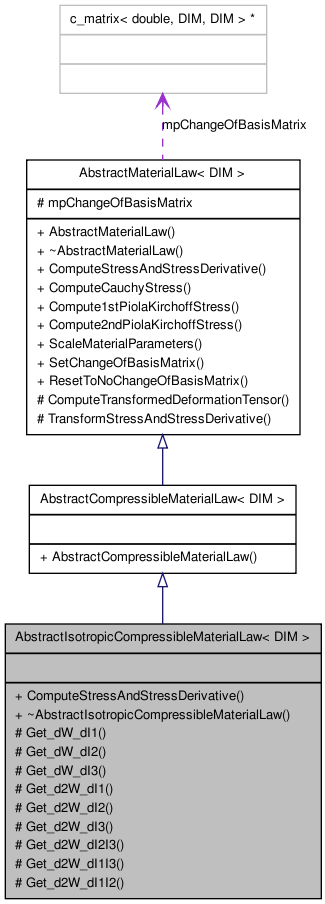 c_matrix< double, DIM, DIM > *
mpChangeOfBasisMatrix
AbstractMaterialLaw< DIM >
# mpChangeOfBasisMatrix
+ AbstractMaterialLaw()
+ ~AbstractMaterialLaw()
+ ComputeStressAndStressDerivative()
+ ComputeCauchyStress()
+ Compute1stPiolaKirchoffStress()
+ Compute2ndPiolaKirchoffStress()
+ ScaleMaterialParameters()
+ SetChangeOfBasisMatrix()
+ ResetToNoChangeOfBasisMatrix()
# ComputeTransformedDeformationTensor()
# TransformStressAndStressDerivative()
AbstractCompressibleMaterialLaw< DIM >
+ AbstractCompressibleMaterialLaw()
AbstractIsotropicCompressibleMaterialLaw< DIM >
+ ComputeStressAndStressDerivative()
+ ~AbstractIsotropicCompressibleMaterialLaw()
# Get_dW_dI1()
# Get_dW_dI2()
# Get_dW_dI3()
# Get_d2W_dI1()
# Get_d2W_dI2()
# Get_d2W_dI3()
# Get_d2W_dI2I3()
# Get_d2W_dI1I3()
# Get_d2W_dI1I2()